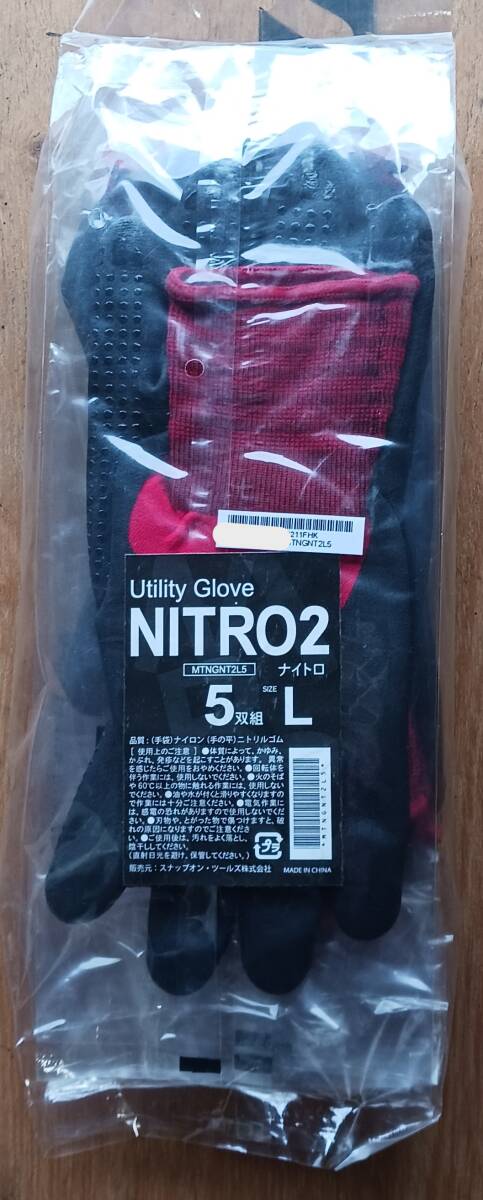 211FHK
MTNGNT2L5
Utility Glove
NITRO2
MTNGNT2L5 ナイトロ
5双組 SIZE L
品質:(手袋)ナイロン(手の平)ニトリルゴム
【使用上のご注意】●体質によって、かゆみ、
かぶれ、発疹などを起こすことがあります。異常
を感じたらご使用をおやめください。●回転体を
伴う作業には、使用しないでください。●火のそば
や60℃以上の物に触れる作業には、使用しない
でください。●油や水が付くと滑りやすくなりますの
で作業には十分ご注意ください。●電気作業に
は、感電の恐れがありますので使用しないでくだ
さい。●刃物や、とがった物で傷つけますと、破
れの原因になりますのでご注意くださ
い。●ご使用後は、汚れをよく落とし、
陰干ししてください。
(直射日光を避け、保管してください。)
プラ
*MTNGNT2L5*
販売元:スナップオン・ツールズ株式会社 MADE IN CHINA